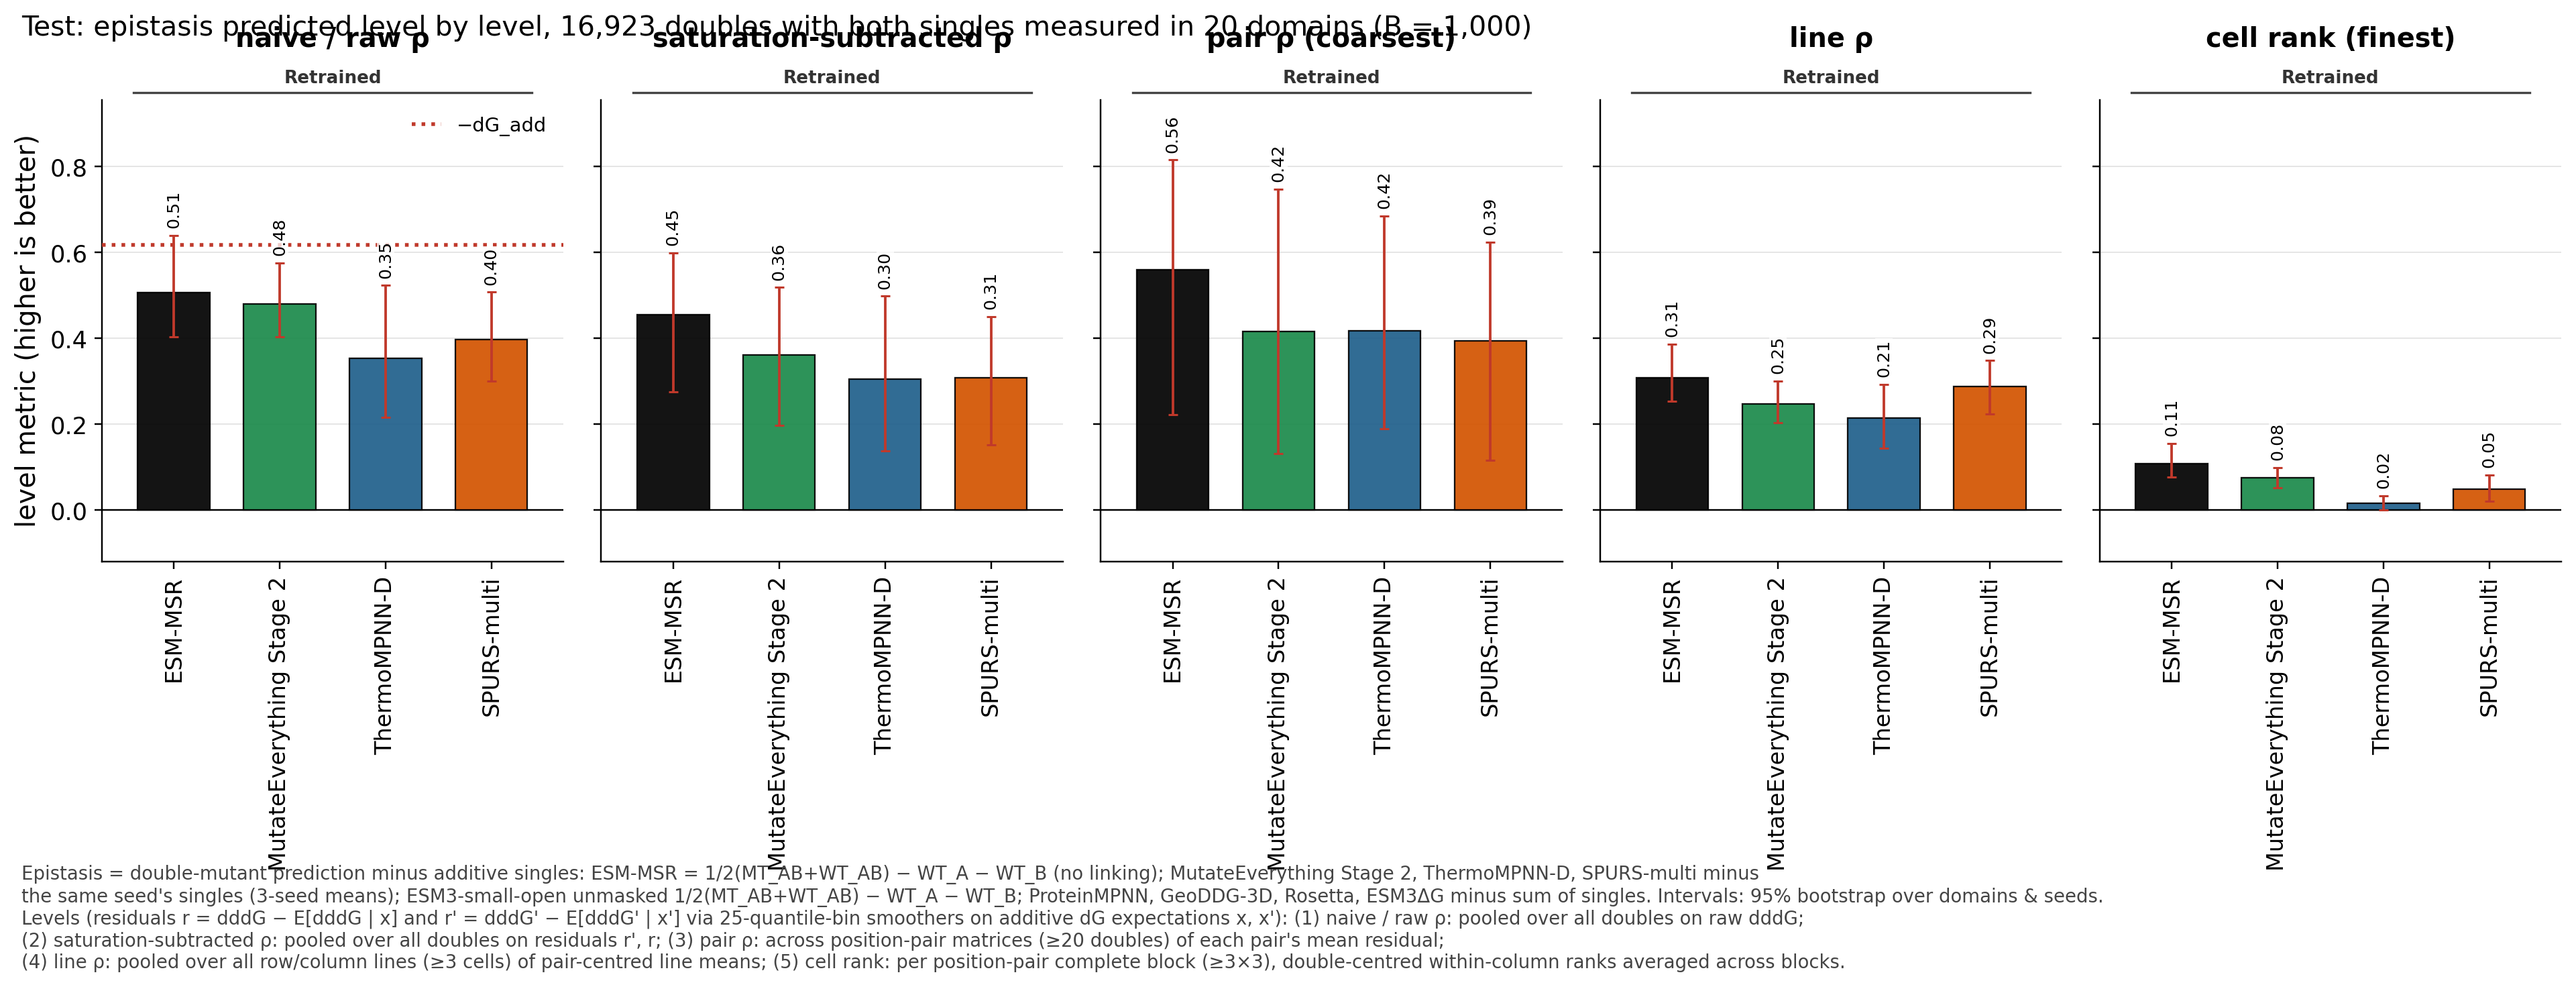 Test: epistasis predicted level by level, 16,923 doubles with both singles measured in 20 domains (B = 1,000)
naive / raw ρ
saturation-subtracted ρ
pair ρ (coarsest)
line ρ
cell rank (finest)
Retrained
Retrained
Retrained
Retrained
Retrained
level metric (higher is better)
0.8
0.6
0.4
0.2
0.0
−dG_add
0.51
0.48
0.35
0.40
0.45
0.36
0.30
0.31
0.56
0.42
0.42
0.39
0.31
0.25
0.21
0.29
0.11
0.08
0.02
0.05
ESM-MSR
MutateEverything Stage 2
ThermoMPNN-D
SPURS-multi
ESM-MSR
MutateEverything Stage 2
ThermoMPNN-D
SPURS-multi
ESM-MSR
MutateEverything Stage 2
ThermoMPNN-D
SPURS-multi
ESM-MSR
MutateEverything Stage 2
ThermoMPNN-D
SPURS-multi
ESM-MSR
MutateEverything Stage 2
ThermoMPNN-D
SPURS-multi
Epistasis = double-mutant prediction minus additive singles: ESM-MSR = 1/2(MT_AB+WT_AB) − WT_A − WT_B (no linking); MutateEverything Stage 2, ThermoMPNN-D, SPURS-multi minus
the same seed's singles (3-seed means); ESM3-small-open unmasked 1/2(MT_AB+WT_AB) − WT_A − WT_B; ProteinMPNN, GeoDDG-3D, Rosetta, ESM3ΔG minus sum of singles. Intervals: 95% bootstrap over domains & seeds.
Levels (residuals r = dddG − E[dddG | x] and r' = dddG' − E[dddG' | x'] via 25-quantile-bin smoothers on additive dG expectations x, x'): (1) naive / raw ρ: pooled over all doubles on raw dddG;
(2) saturation-subtracted ρ: pooled over all doubles on residuals r', r; (3) pair ρ: across position-pair matrices (≥20 doubles) of each pair's mean residual;
(4) line ρ: pooled over all row/column lines (≥3 cells) of pair-centred line means; (5) cell rank: per position-pair complete block (≥3×3), double-centred within-column ranks averaged across blocks.